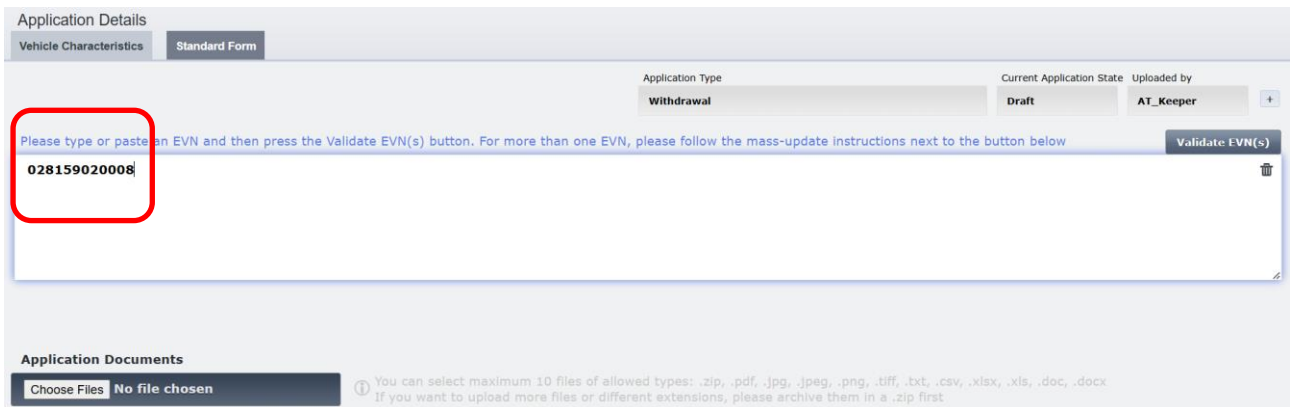 Application Details
Vehicle Characteristics Standard Form
Application Type Current Application State Uploaded by
Withdrawal Draft AT_Keeper +
Please type or paste an EVN and then press the Validate EVN(s) button. For more than one EVN, please follow the mass-update instructions next to the button below Validate EVN(s)
028159020008
Application Documents
Choose Files No file chosen
You can select maximum 10 files of allowed types: .zip, .pdf, .jpg, .jpeg, .png, .tiff, .txt, .csv, .xlsx, .xls, .doc, .docx
If you want to upload more files or different extensions, please archive them in a .zip first